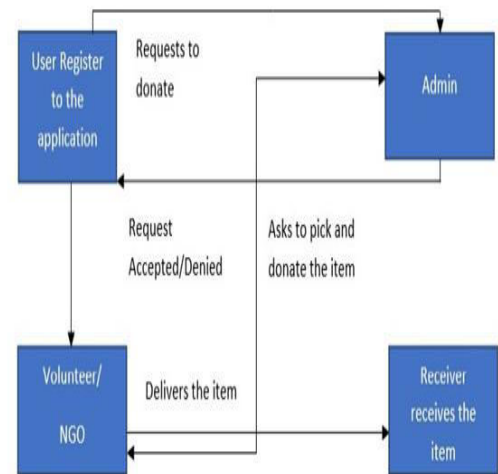 User Register
to the
application
Requests to
donate
Admin
Request
Accepted/Denied
Asks to pick and
donate the item
Volunteer/
NGO
Delivers the item
Receiver
receives the
item